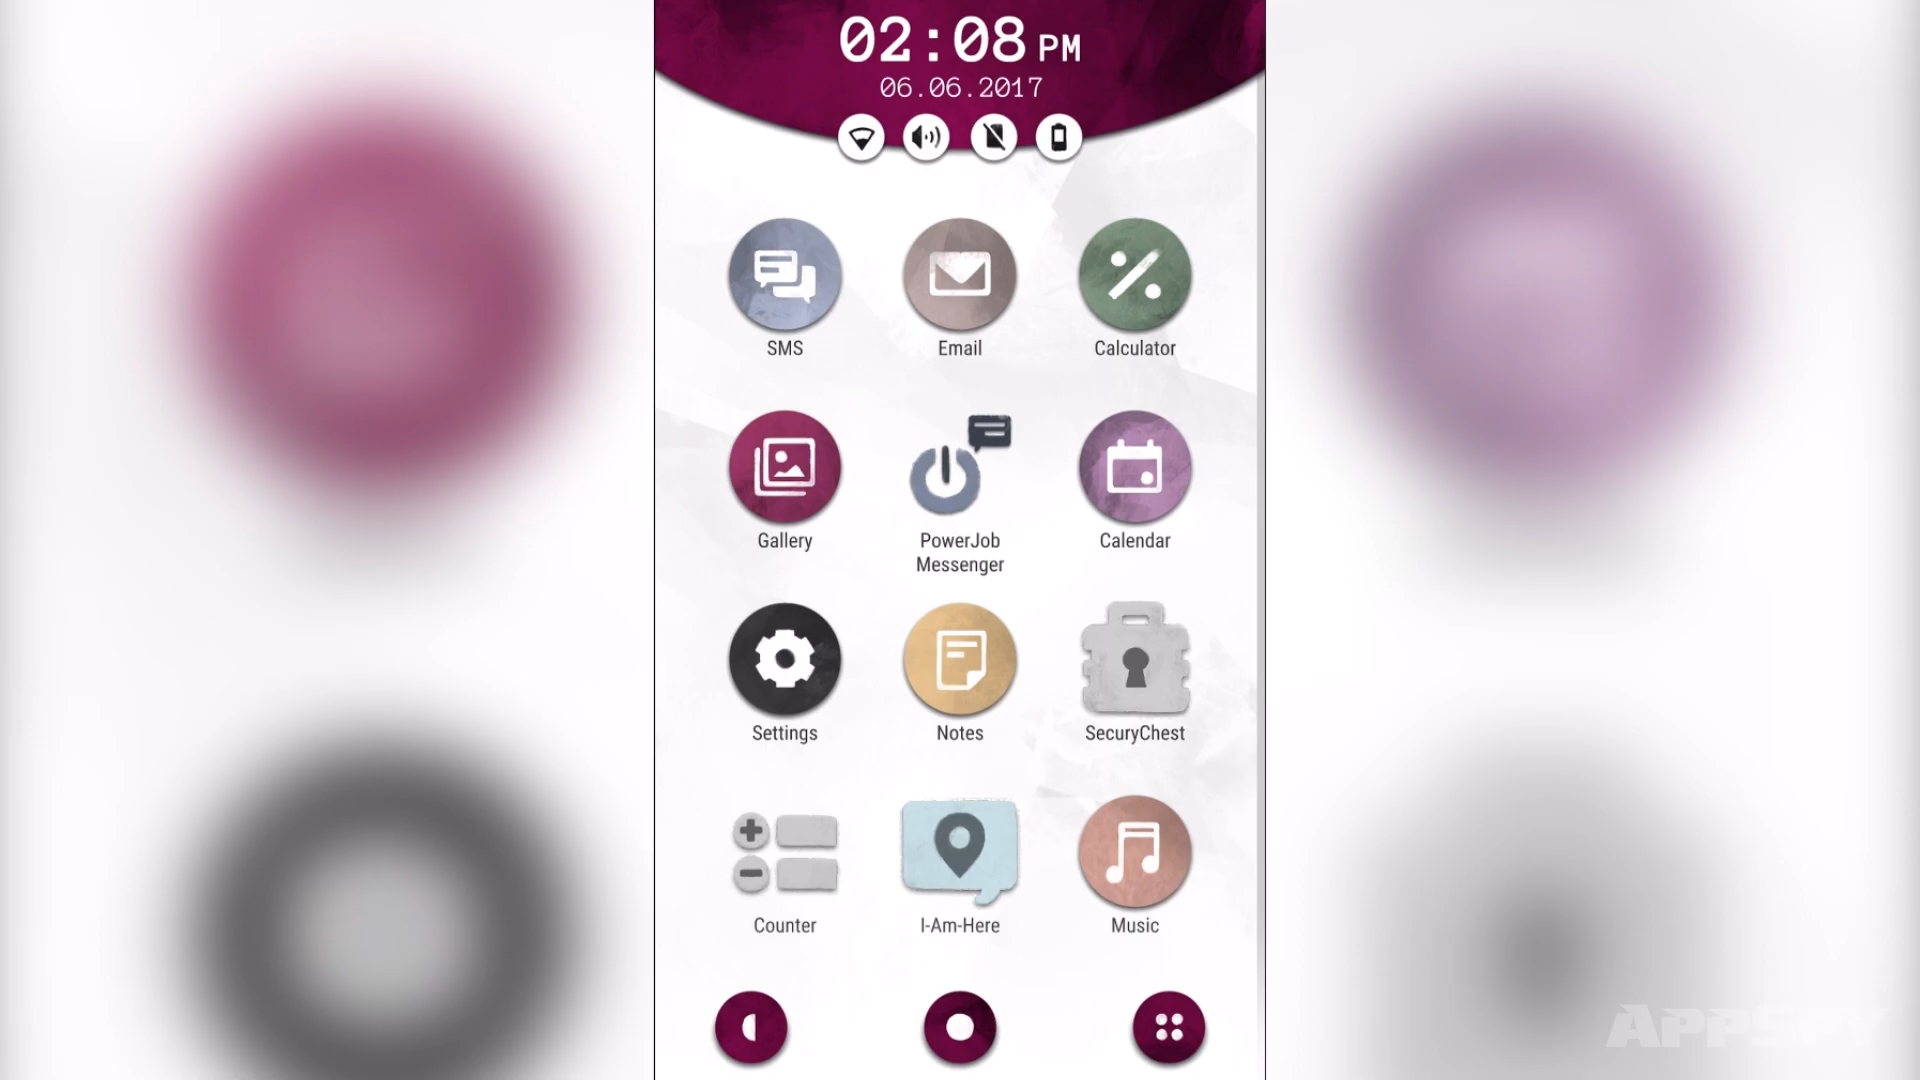 02:08 PM
06.06.2017
SMS
Email
Calculator
Gallery
PowerJob
Messenger
Calendar
Settings
Notes
SecuryChest
Counter
I-Am-Here
Music
APPSPY